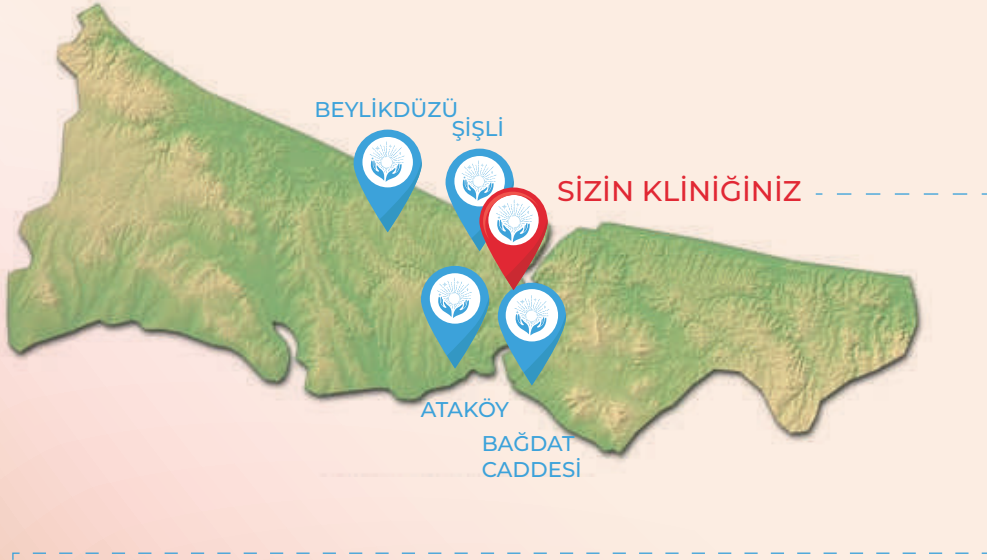 BEYLİKDÜZÜ
ŞİŞLİ
SİZİN KLİNİĞİNİZ
ATAKÖY
BAĞDAT
CADDESİ